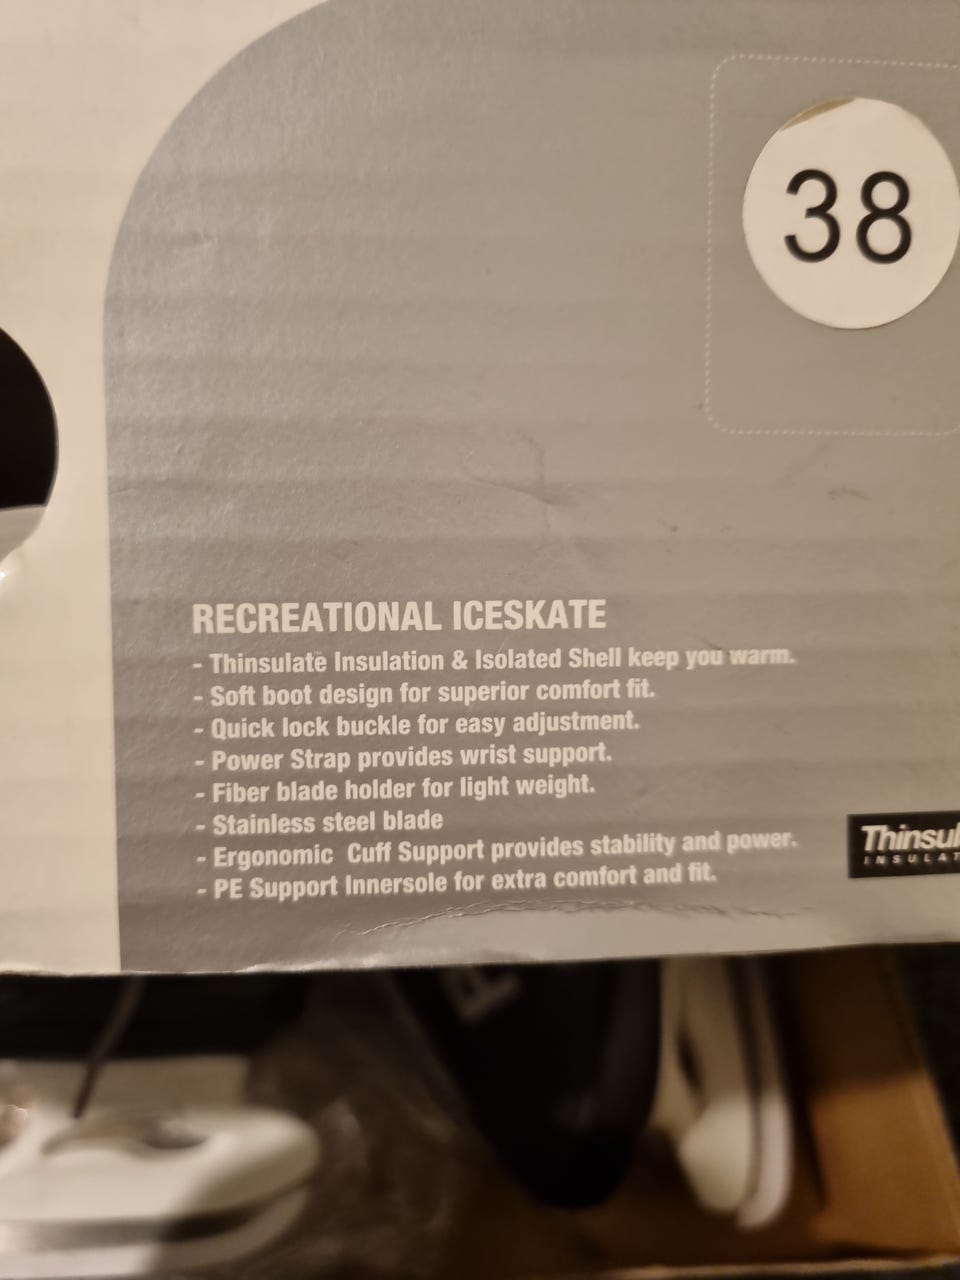 38
RECREATIONAL ICESKATE
- Thinsulate Insulation & Isolated Shell keep you warm.
- Soft boot design for superior comfort fit.
- Quick lock buckle for easy adjustment.
- Power Strap provides wrist support.
- Fiber blade holder for light weight.
- Stainless steel blade
- Ergonomic Cuff Support provides stability and power.
- PE Support Innersole for extra comfort and fit.
Thinsul
INSULAT